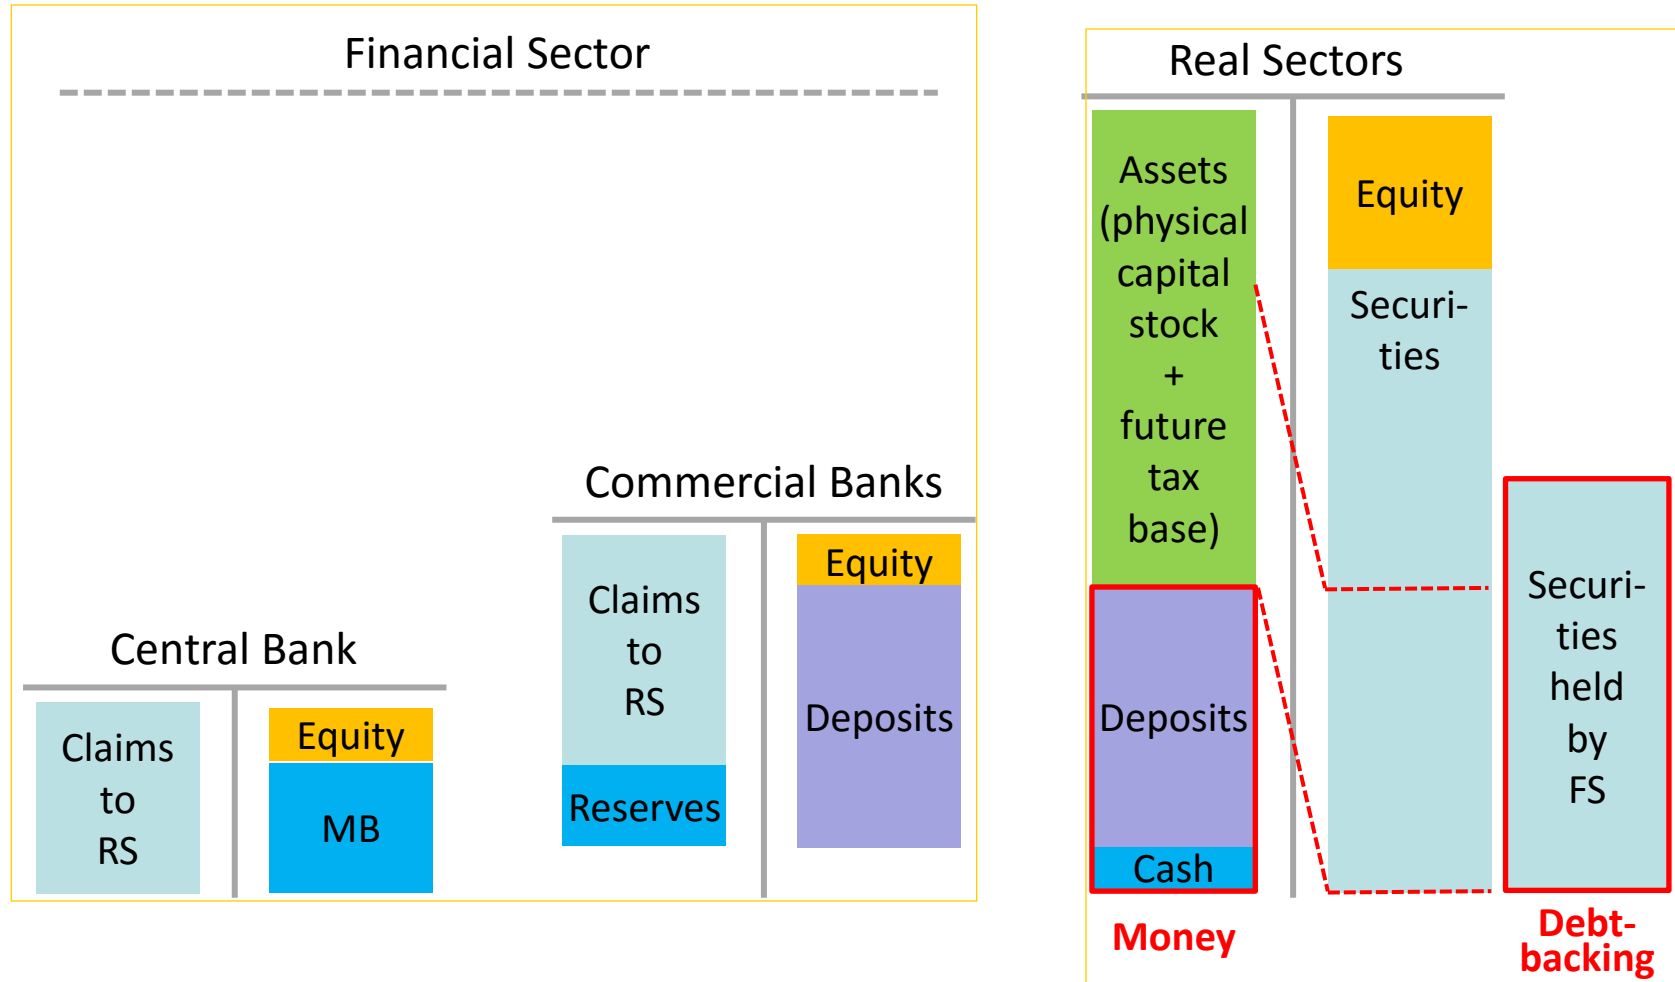 Financial Sector
Central Bank
Claims
to
RS
Equity
MB
Commercial Banks
Claims
to
RS
Reserves
Equity
Deposits
Real Sectors
Assets
(physical
capital
stock
+
future
tax
base)
Deposits
Cash
Money
Equity
Securi-
ties
Securi-
ties
held
by
FS
Debt-
backing